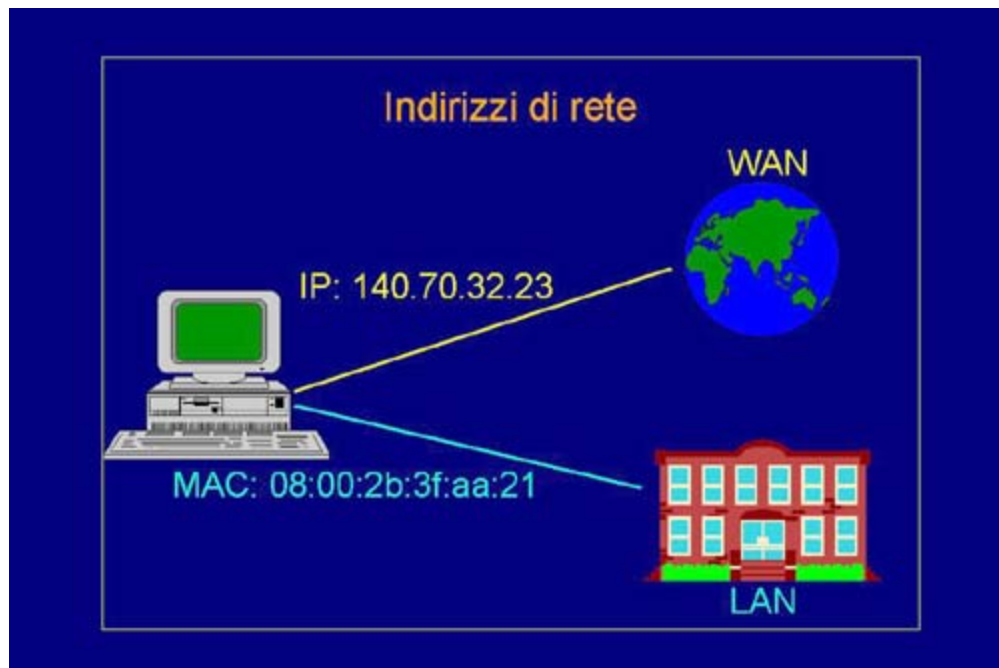 Indirizzi di rete
WAN
IP: 140.70.32.23
MAC: 08:00:2b:3f:aa:21
LAN